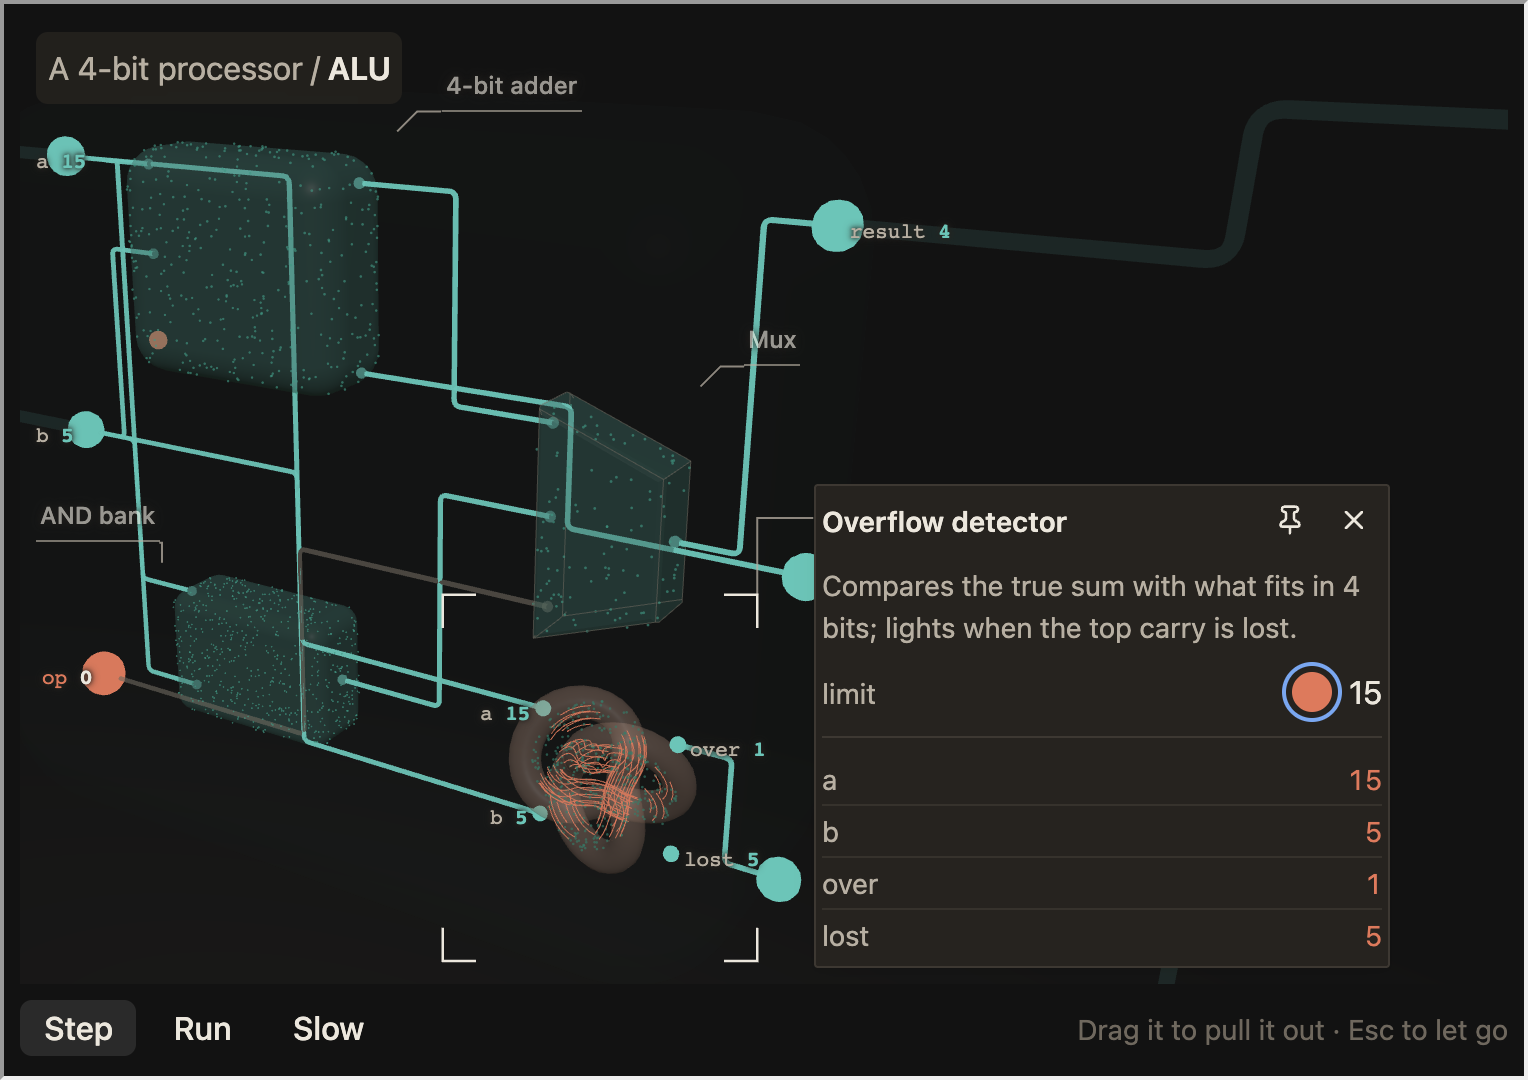 A 4-bit processor / ALU
4-bit adder
a 15
result 4
Mux
b 5
AND bank
op 0
a 15
over 1
b 5
lost 5
Overflow detector
Compares the true sum with what fits in 4
bits; lights when the top carry is lost.
limit 15
a 15
b 5
over 1
lost 5
Step Run Slow
Drag it to pull it out · Esc to let go